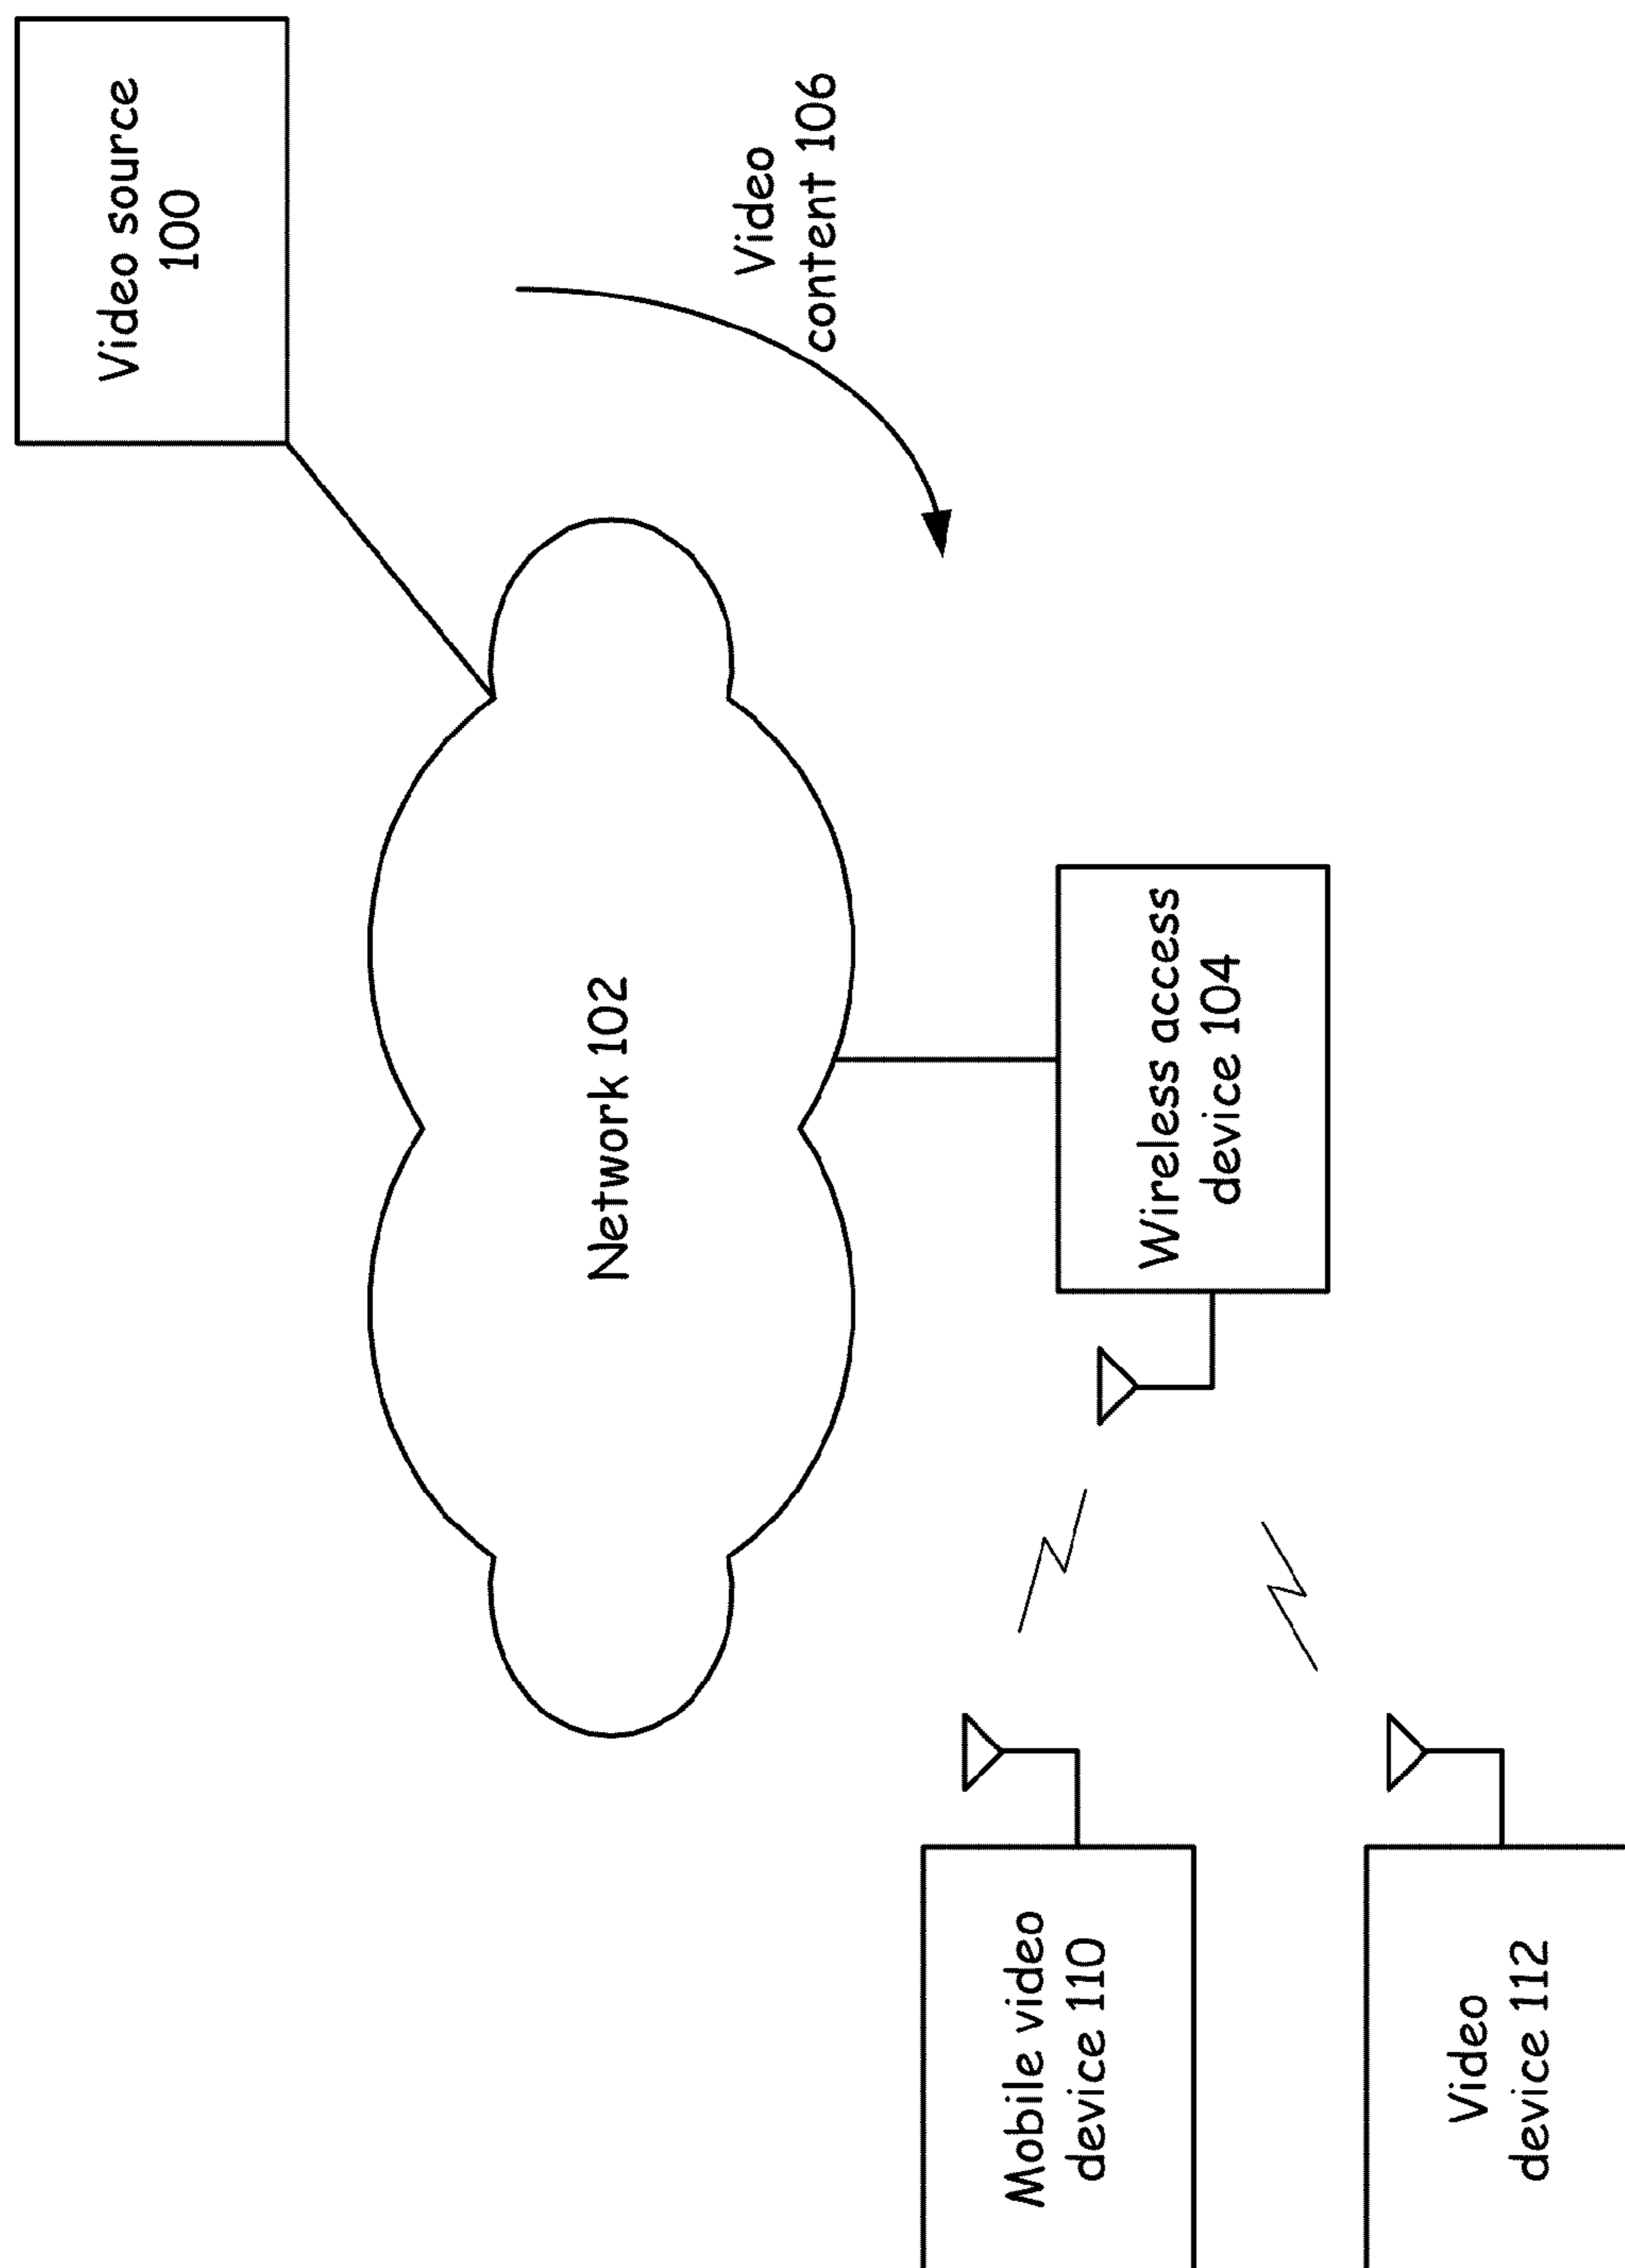 Video source
100
Video
content 106
Network 102
Wireless access
device 104
Mobile video
device 110
Video
device 112